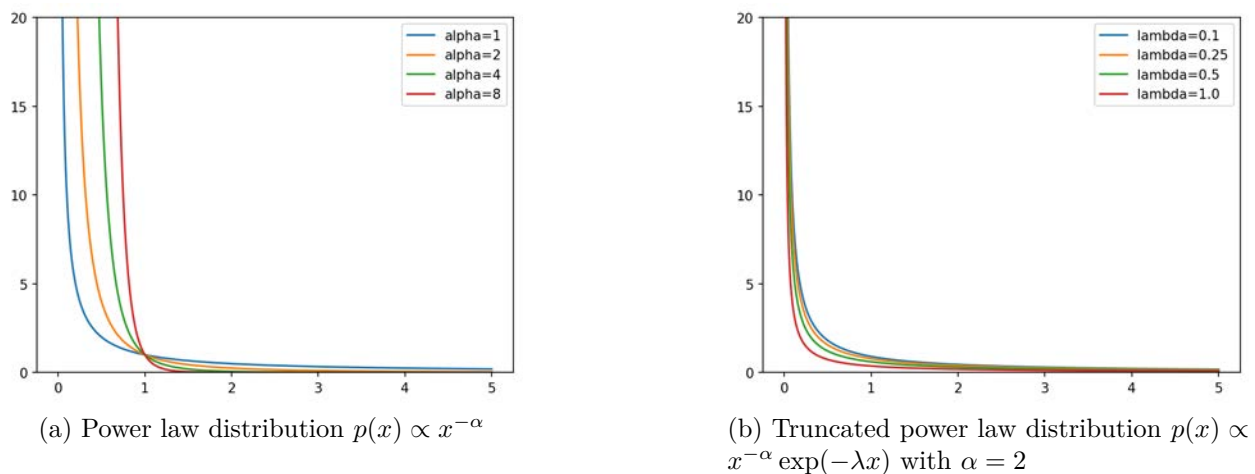 20
15
10
5
0
0 1 2 3 4 5
alpha=1
alpha=2
alpha=4
alpha=8
(a) Power law distribution p(x) ∝ x^{−α}
20
15
10
5
0
0 1 2 3 4 5
lambda=0.1
lambda=0.25
lambda=0.5
lambda=1.0
(b) Truncated power law distribution p(x) ∝
x^{−α} exp(−λx) with α = 2